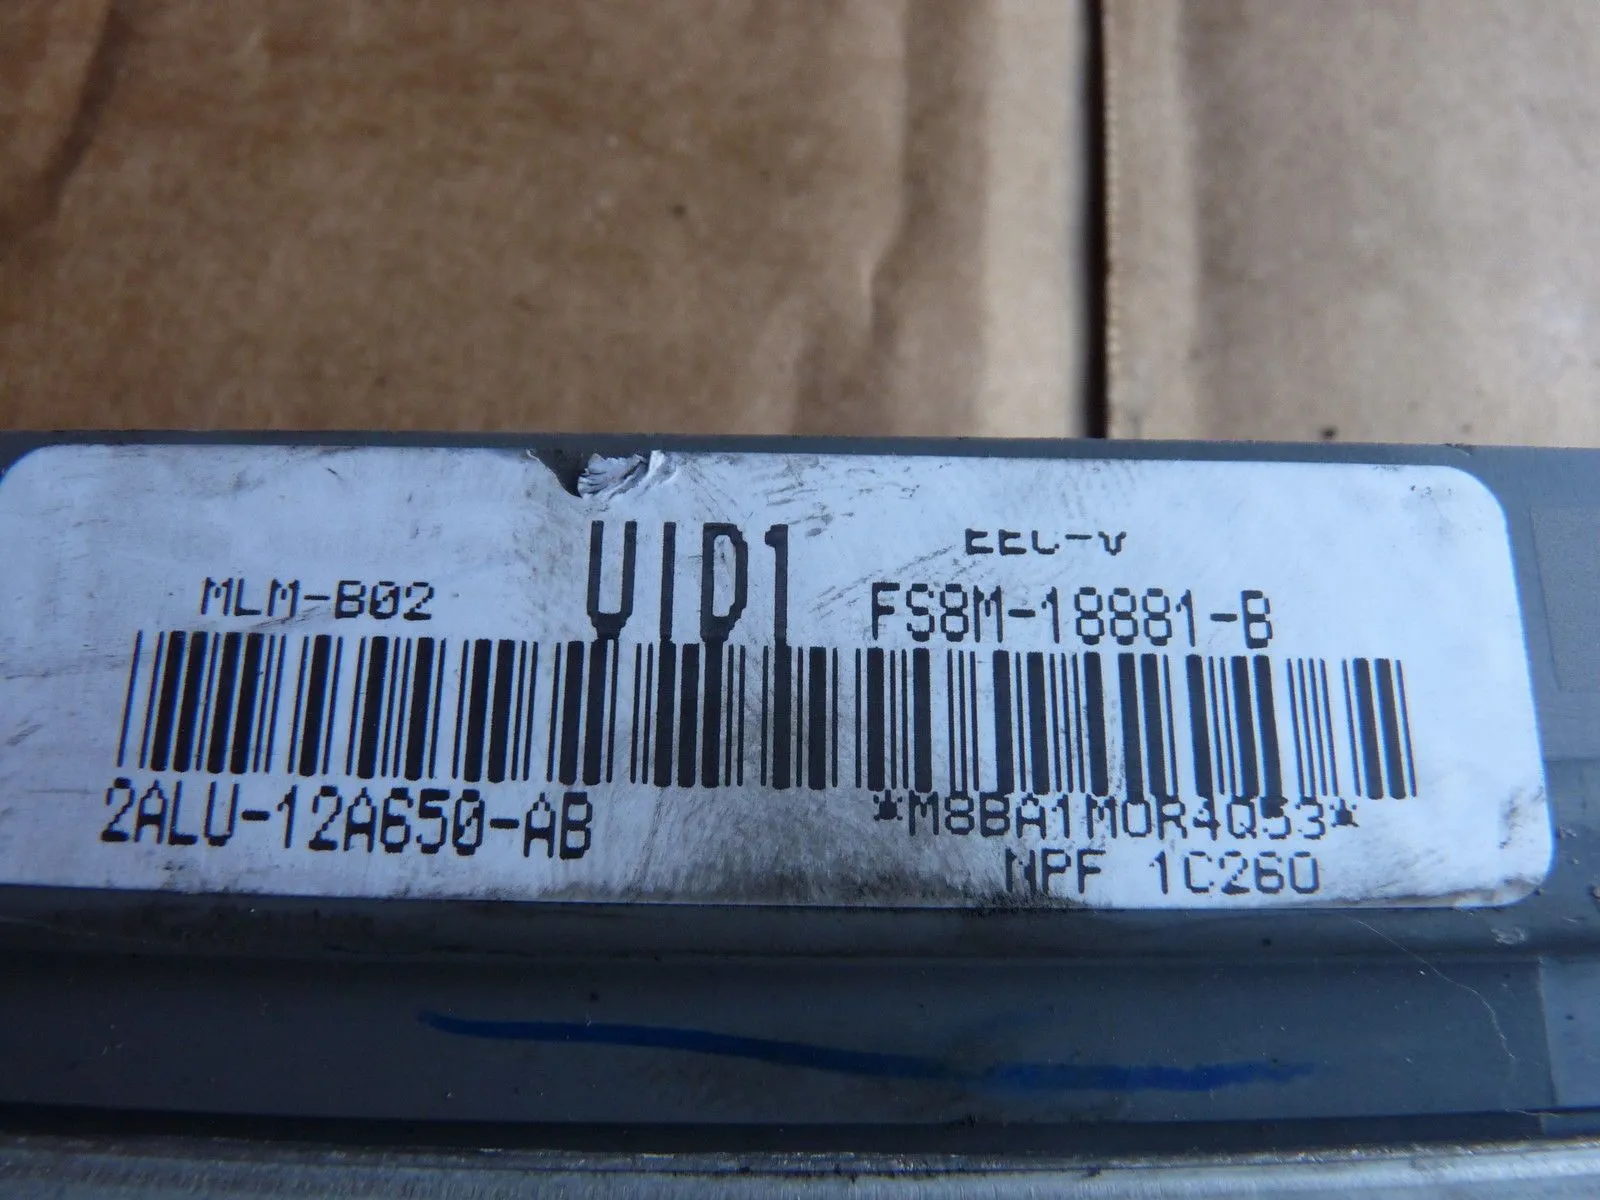 EEC-V
MLM-B02 VID1 FS8M-18881-B
2ALU-12A650-AB *M8BA1M0R4Q53*
NPF 1C260